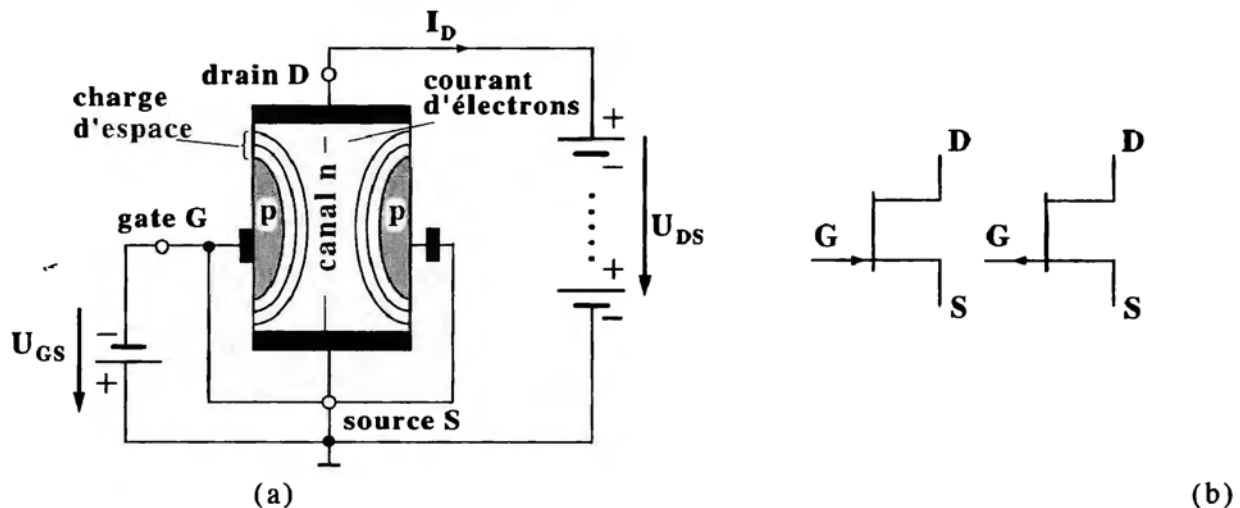 I_D
drain D
charge
d'espace
courant
d'électrons
canal n
p
p
gate G
U_GS
-
+
+
-
+
-
U_DS
source S
(a)
D
G
S
D
G
S
(b)